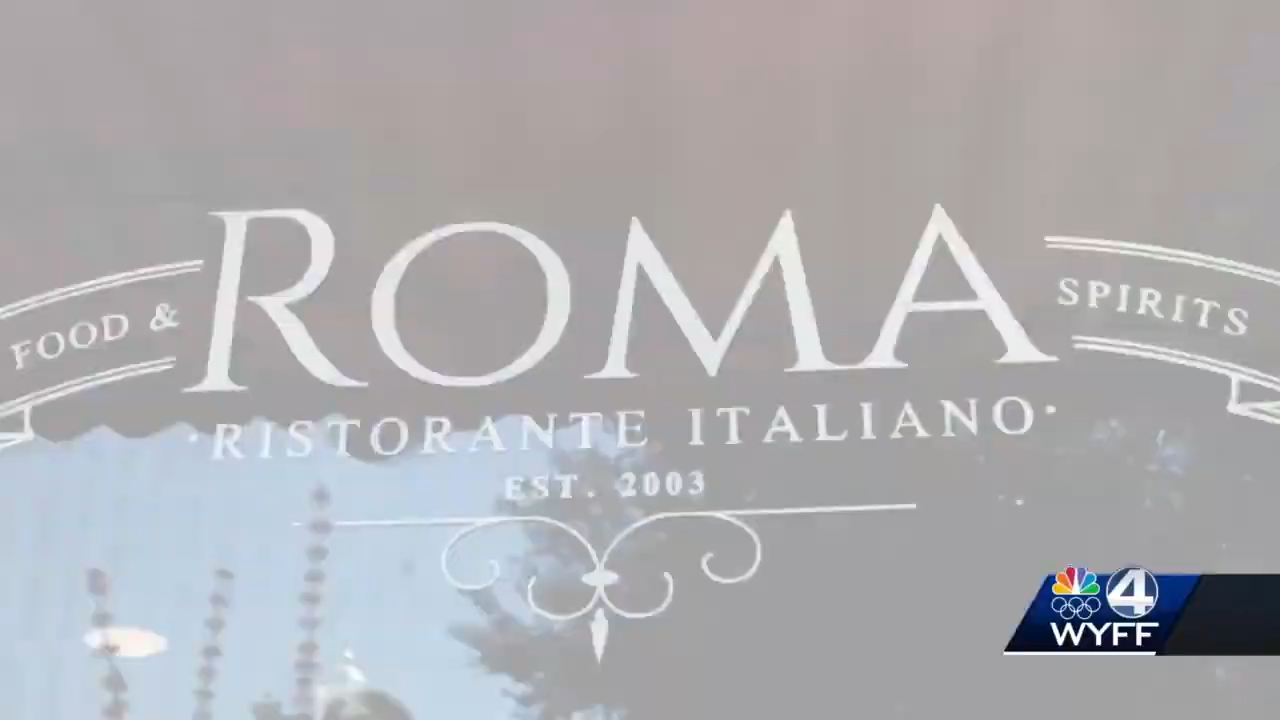 FOOD & ROMA SPIRITS
·RISTORANTE ITALIANO·
EST. 2003
4
WYFF